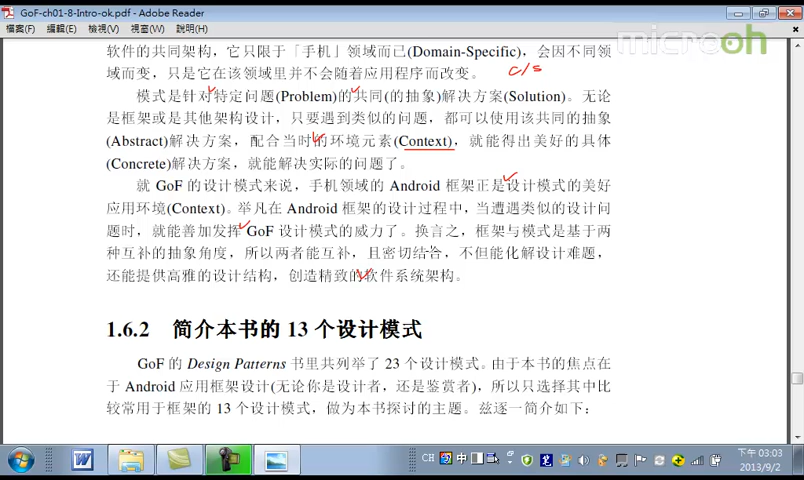 GoF-ch01-8-Intro-ok.pdf - Adobe Reader
檔案(F) 編輯(E) 檢視(V) 視窗(W) 說明(H)
microoh
软件的共同架构，它只限于「手机」领域而已(Domain-Specific)，会因不同领
域而变，只是它在该领域里并不会随着应用程序而改变。
c/s
模式是针对特定问题(Problem)的共同(的抽象)解决方案(Solution)。无论
是框架或是其他架构设计，只要遇到类似的问题，都可以使用该共同的抽象
(Abstract)解决方案，配合当时的环境元素(Context)，就能得出美好的具体
(Concrete)解决方案，就能解决实际的问题了。
就 GoF 的设计模式来说，手机领域的 Android 框架正是设计模式的美好
应用环境(Context)。举凡在 Android 框架的设计过程中，当遭遇类似的设计问
题时，就能善加发挥 GoF 设计模式的威力了。换言之，框架与模式是基于两
种互补的抽象角度，所以两者能互补，且密切结合，不但能化解设计难题，
还能提供高雅的设计结构，创造精致的软件系统架构。
1.6.2 简介本书的 13 个设计模式
GoF 的 Design Patterns 书里共列举了 23 个设计模式。由于本书的焦点在
于 Android 应用框架设计(无论你是设计者，还是鉴赏者)，所以只选择其中比
较常用于框架的 13 个设计模式，做为本书探讨的主题。兹逐一简介如下：
CH 中
下午 03:03
2013/9/2